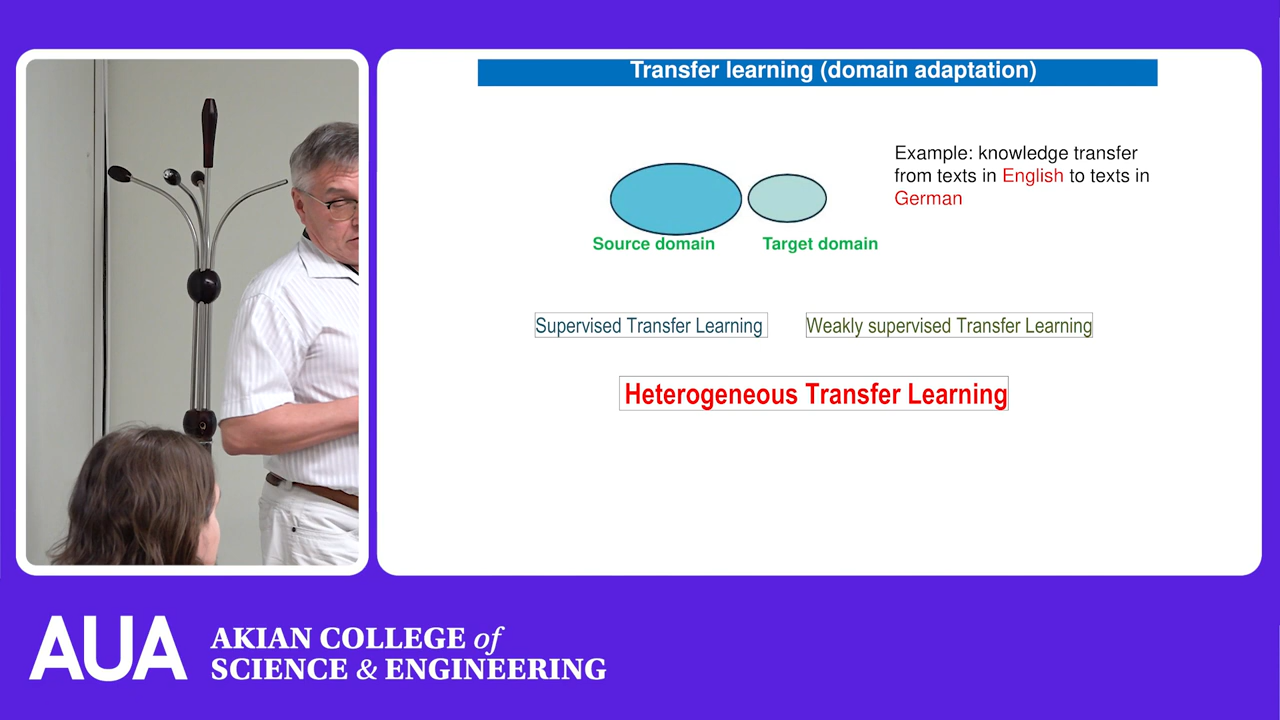 Transfer learning (domain adaptation)
Example: knowledge transfer
from texts in English to texts in
German
Source domain
Target domain
Supervised Transfer Learning
Weakly supervised Transfer Learning
Heterogeneous Transfer Learning
AUA
AKIAN COLLEGE of
SCIENCE & ENGINEERING